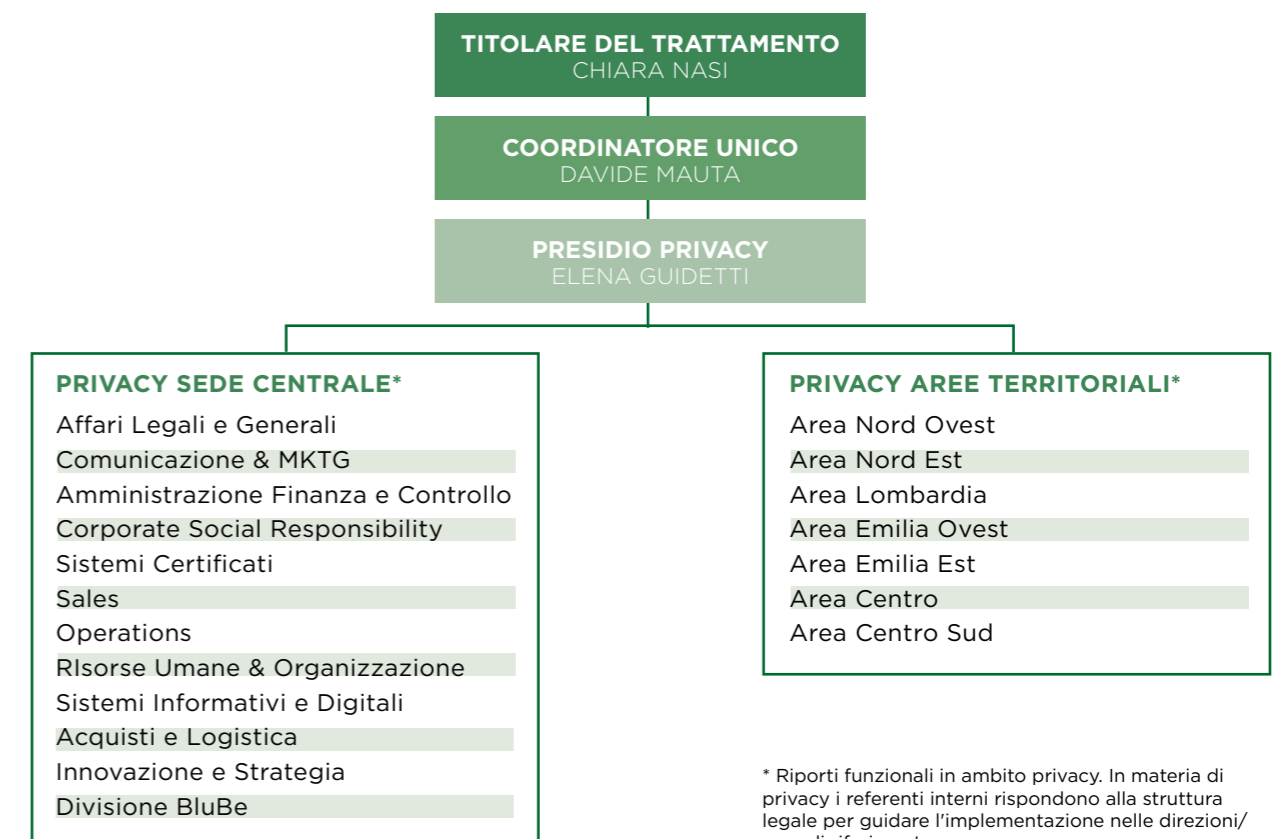 TITOLARE DEL TRATTAMENTO
CHIARA NASI
COORDINATORE UNICO
DAVIDE MAUTA
PRESIDIO PRIVACY
ELENA GUIDETTI
PRIVACY SEDE CENTRALE*
Affari Legali e Generali
Comunicazione & MKTG
Amministrazione Finanza e Controllo
Corporate Social Responsibility
Sistemi Certificati
Sales
Operations
RIsorse Umane & Organizzazione
Sistemi Informativi e Digitali
Acquisti e Logistica
Innovazione e Strategia
Divisione BluBe
PRIVACY AREE TERRITORIALI*
Area Nord Ovest
Area Nord Est
Area Lombardia
Area Emilia Ovest
Area Emilia Est
Area Centro
Area Centro Sud
* Riporti funzionali in ambito privacy. In materia di
privacy i referenti interni rispondono alla struttura
legale per guidare l'implementazione nelle direzioni/